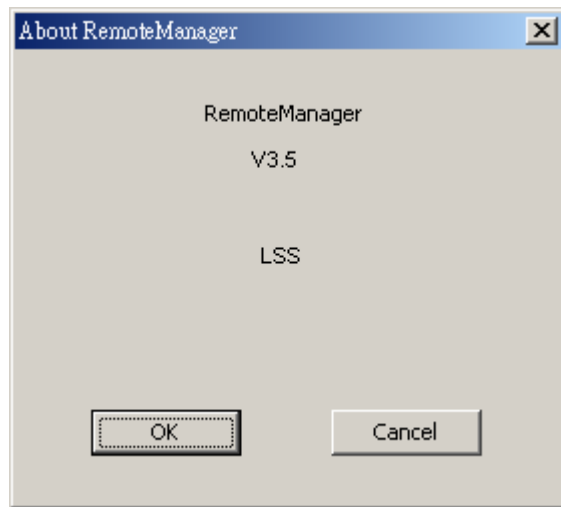 About RemoteManager
RemoteManager
V3.5
LSS
OK
Cancel